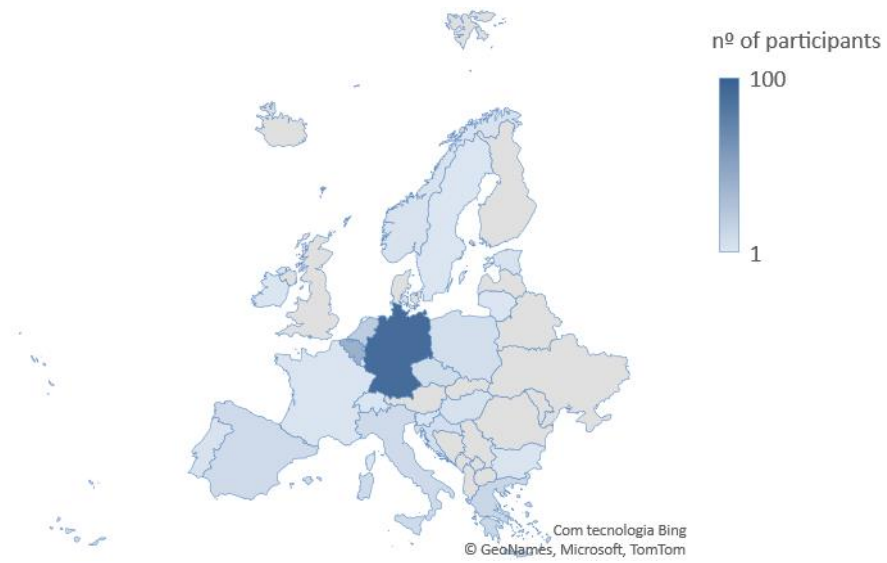 nº of participants
100
1
Com tecnologia Bing
© GeoNames, Microsoft, TomTom